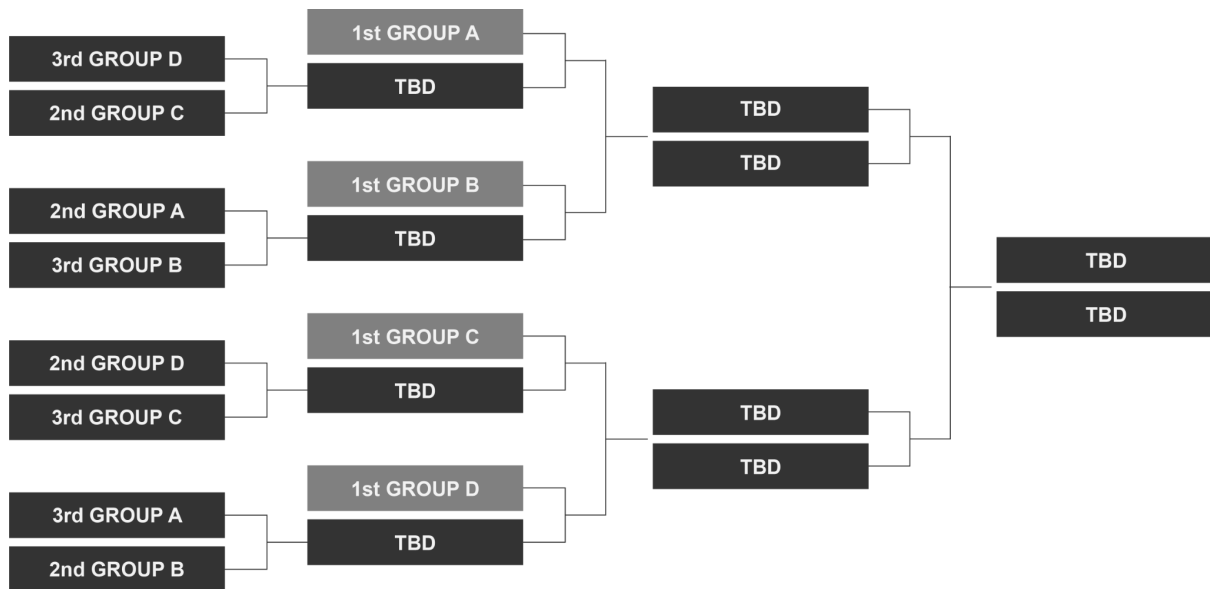 3rd GROUP D
2nd GROUP C
2nd GROUP A
3rd GROUP B
2nd GROUP D
3rd GROUP C
3rd GROUP A
2nd GROUP B
1st GROUP A
TBD
1st GROUP B
TBD
1st GROUP C
TBD
1st GROUP D
TBD
TBD
TBD
TBD
TBD
TBD
TBD